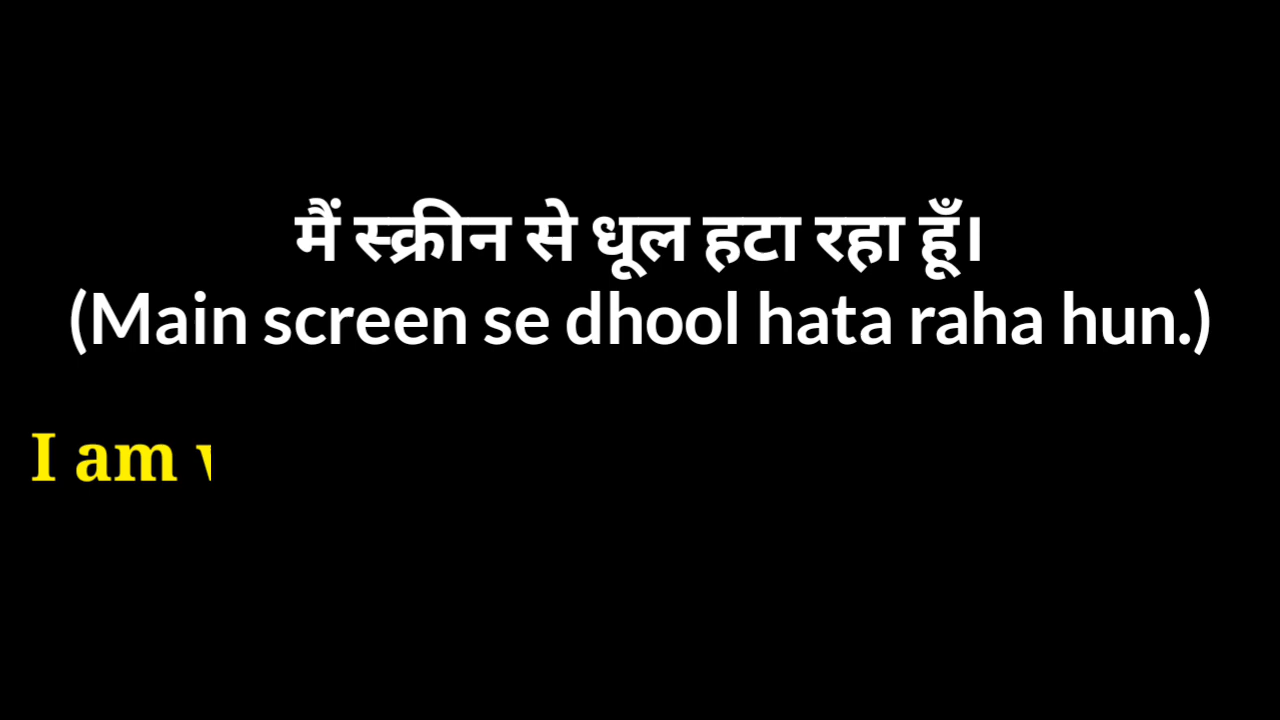 मैं स्क्रीन से धूल हटा रहा हूँ।
(Main screen se dhool hata raha hun.)
I am